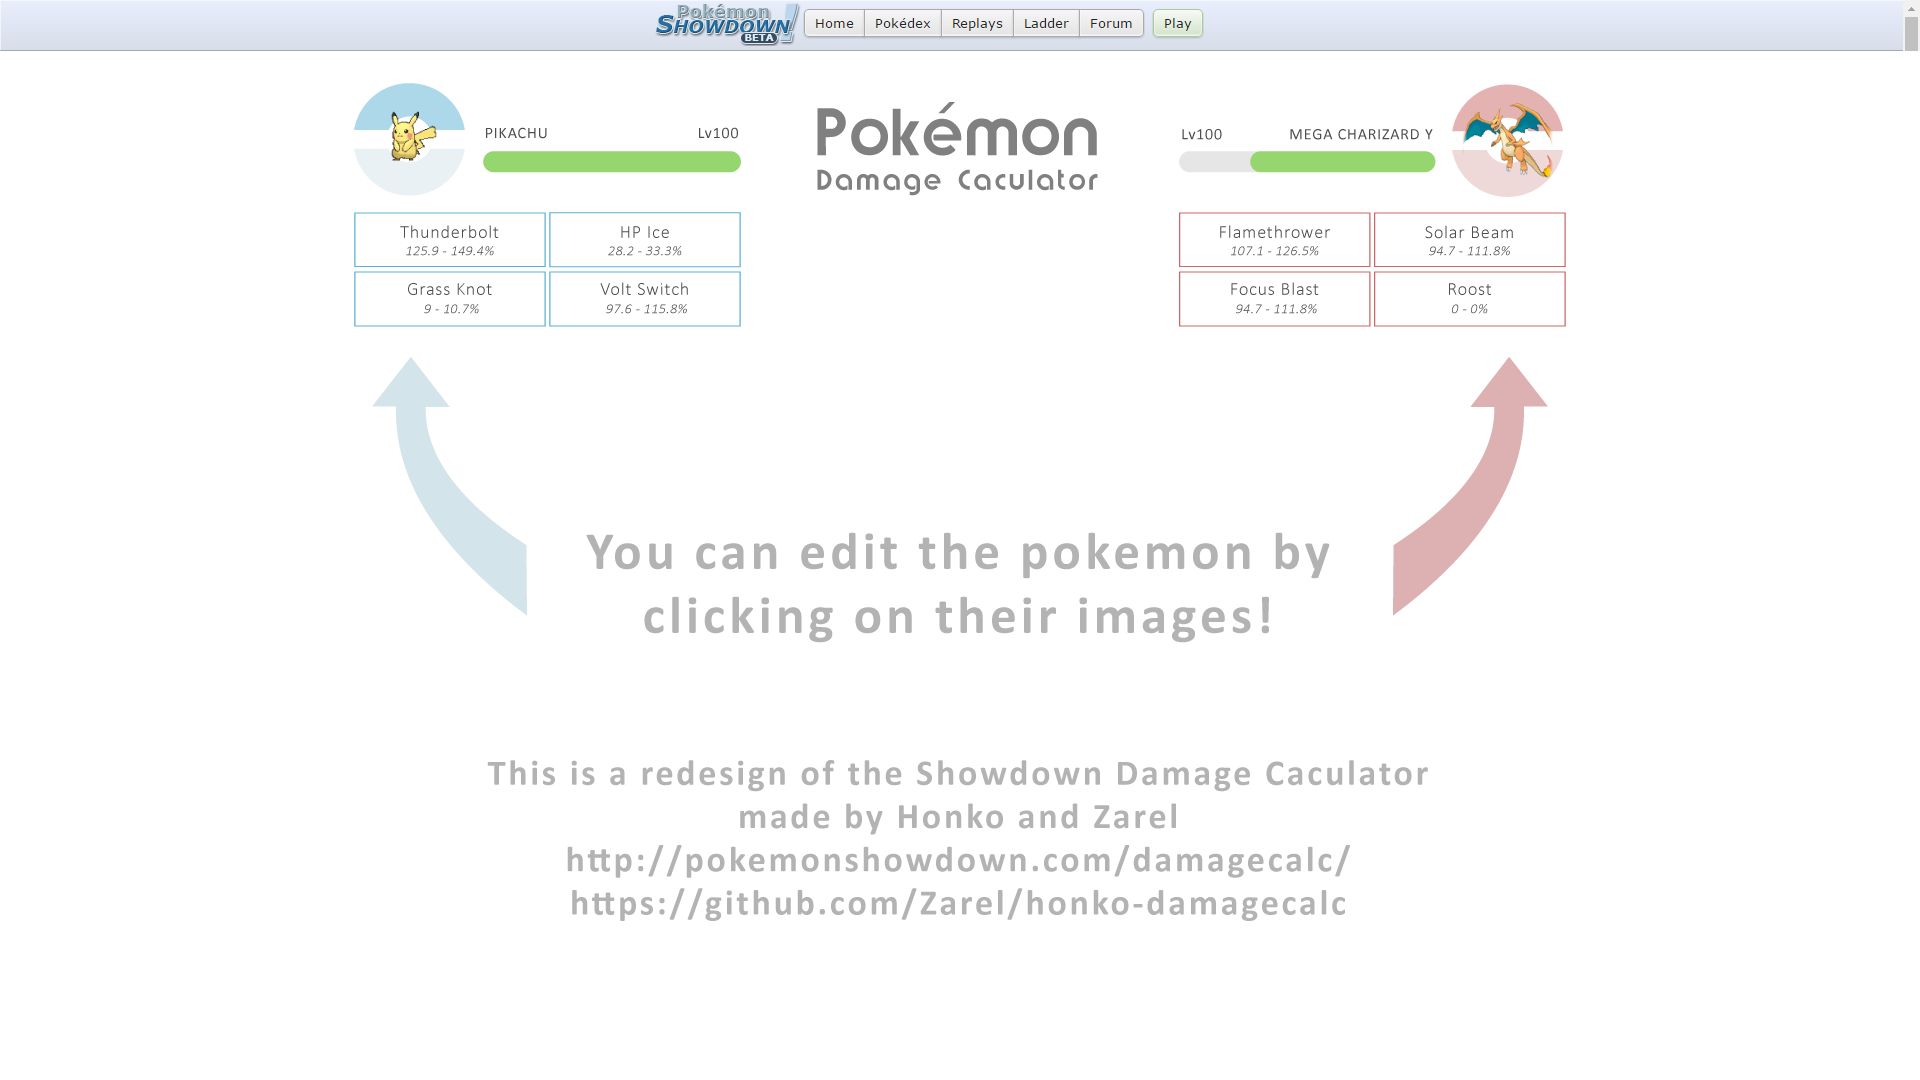 Pokémon
SHOWDOWN!
BETA
Home Pokédex Replays Ladder Forum Play
PIKACHU Lv100
Pokémon
Damage Caculator
Lv100 MEGA CHARIZARD Y
Thunderbolt
125.9 - 149.4%
HP Ice
28.2 - 33.3%
Grass Knot
9 - 10.7%
Volt Switch
97.6 - 115.8%
Flamethrower
107.1 - 126.5%
Solar Beam
94.7 - 111.8%
Focus Blast
94.7 - 111.8%
Roost
0 - 0%
You can edit the pokemon by
clicking on their images!
This is a redesign of the Showdown Damage Caculator
made by Honko and Zarel
http://pokemonshowdown.com/damagecalc/
https://github.com/Zarel/honko-damagecalc